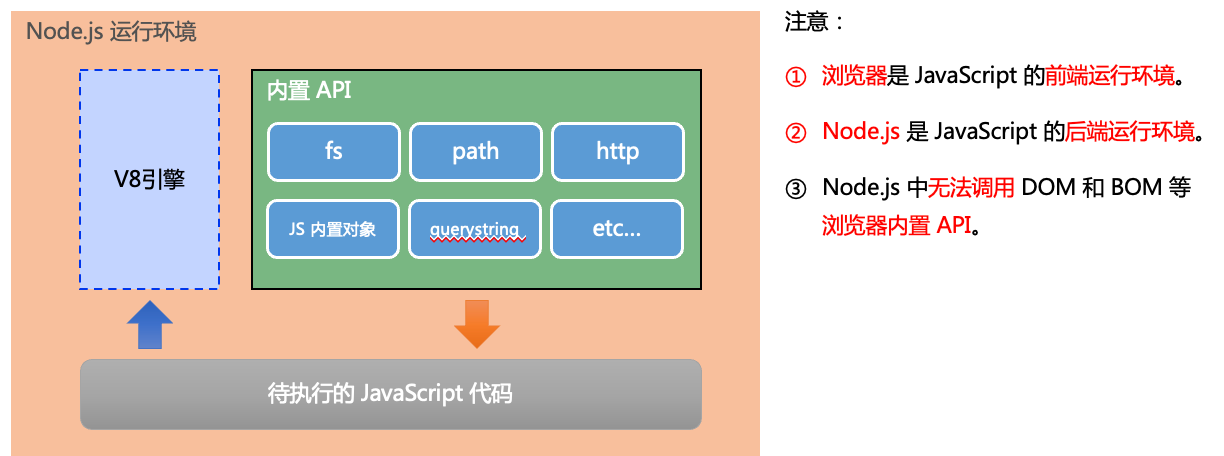 Node.js 运行环境
V8引擎
内置 API
fs
path
http
JS 内置对象
querystring
etc...
待执行的 JavaScript 代码
注意：
① 浏览器是 JavaScript 的前端运行环境。
② Node.js 是 JavaScript 的后端运行环境。
③ Node.js 中无法调用 DOM 和 BOM 等
浏览器内置 API。